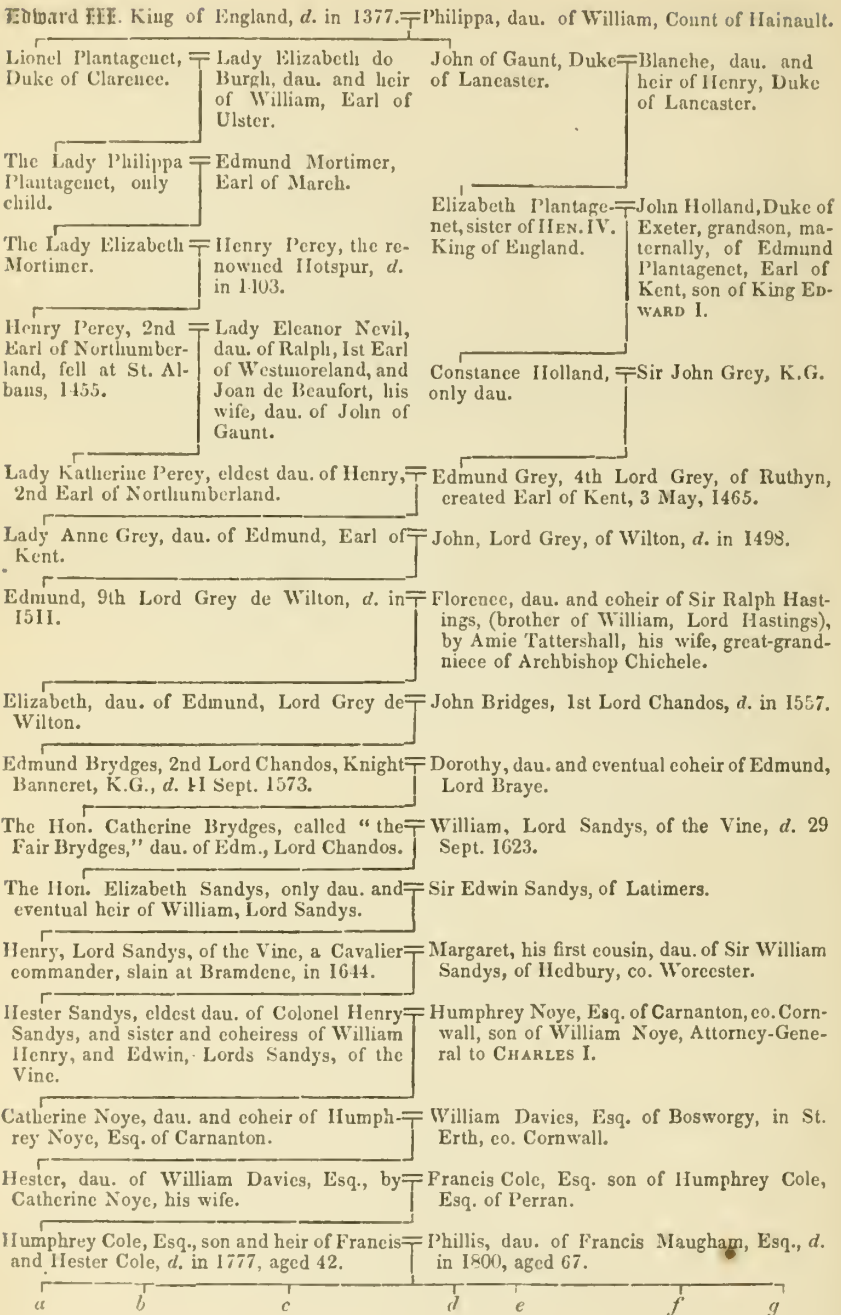 Edward III. King of England, d. in 1377.=Philippa, dau. of William, Count of Hainault.
Lionel Plantagenet,
Duke of Clarence.
Lady Elizabeth de
Burgh, dau. and heir
of William, Earl of
Ulster.
John of Gaunt, Duke
of Lancaster.
Blanche, dau. and
heir of Henry, Duke
of Lancaster.
The Lady Philippa
Plantagenet, only
child.
Edmund Mortimer,
Earl of March.
Elizabeth Plantage-
net, sister of HEN. IV.
King of England.
John Holland, Duke of
Exeter, grandson, ma-
ternally, of Edmund
Plantagenet, Earl of
Kent, son of King ED-
WARD I.
The Lady Elizabeth
Mortimer.
Henry Percy, the re-
nowned Hotspur, d.
in 1403.
Henry Percy, 2nd
Earl of Northumber-
land, fell at St. Al-
bans, 1455.
Lady Eleanor Nevil,
dau. of Ralph, 1st Earl
of Westmoreland, and
Joan de Beaufort, his
wife, dau. of John of
Gaunt.
Constance Holland,
only dau.
Sir John Grey, K.G.
Lady Katherine Percy, eldest dau. of Henry,
2nd Earl of Northumberland.
Edmund Grey, 4th Lord Grey, of Ruthyn,
created Earl of Kent, 3 May, 1465.
Lady Anne Grey, dau. of Edmund, Earl of
Kent.
John, Lord Grey, of Wilton, d. in 1498.
Edmund, 9th Lord Grey de Wilton, d. in
1511.
Florence, dau. and coheir of Sir Ralph Hast-
ings, (brother of William, Lord Hastings),
by Amie Tattershall, his wife, great-grand-
niece of Archbishop Chichele.
Elizabeth, dau. of Edmund, Lord Grey de
Wilton.
John Bridges, 1st Lord Chandos, d. in 1557.
Edmund Brydges, 2nd Lord Chandos, Knight
Banneret, K.G., d. 11 Sept. 1573.
Dorothy, dau. and eventual coheir of Edmund,
Lord Braye.
The Hon. Catherine Brydges, called "the
Fair Brydges," dau. of Edm., Lord Chandos.
William, Lord Sandys, of the Vine, d. 29
Sept. 1623.
The Hon. Elizabeth Sandys, only dau. and
eventual heir of William, Lord Sandys.
Sir Edwin Sandys, of Latimers.
Henry, Lord Sandys, of the Vine, a Cavalier
commander, slain at Bramdene, in 1644.
Margaret, his first cousin, dau. of Sir William
Sandys, of Hedbury, co. Worcester.
Hester Sandys, eldest dau. of Colonel Henry
Sandys, and sister and coheiress of William
Henry, and Edwin, Lords Sandys, of the
Vine.
Humphrey Noye, Esq. of Carnanton, co. Corn-
wall, son of William Noye, Attorney-Gene-
ral to CHARLES I.
Catherine Noye, dau. and coheir of Humph-
rey Noye, Esq. of Carnanton.
William Davies, Esq. of Bosworgy, in St.
Erth, co. Cornwall.
Hester, dau. of William Davies, Esq., by
Catherine Noye, his wife.
Francis Cole, Esq. son of Humphrey Cole,
Esq. of Perran.
Humphrey Cole, Esq., son and heir of Francis
and Hester Cole, d. in 1777, aged 42.
Phillis, dau. of Francis Maugham, Esq., d.
in 1800, aged 67.
a b c d e f g